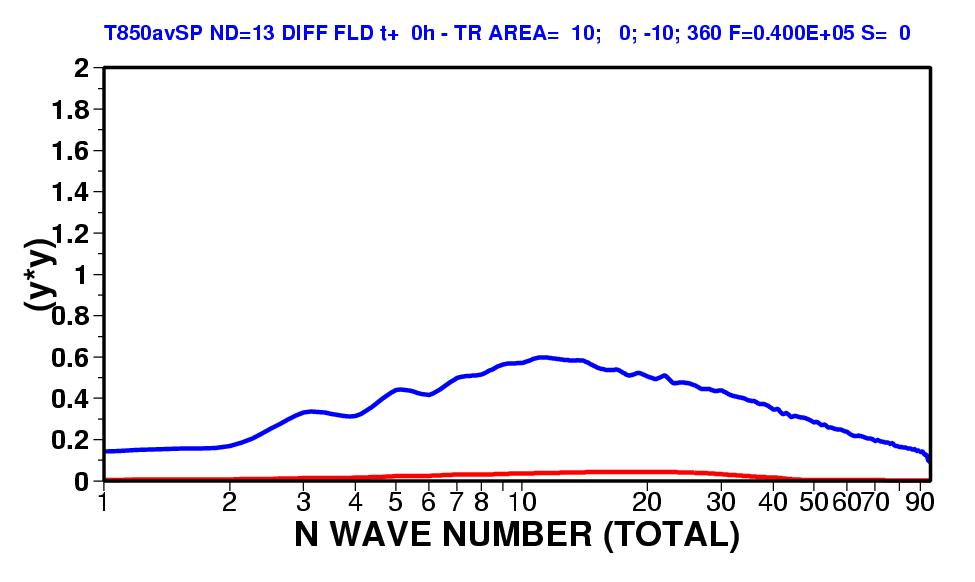 T850avSP ND=13 DIFF FLD t+  0h - TR AREA=  10;   0; -10; 360 F=0.400E+05 S=  0
2
1.8
1.6
1.4
1.2
1
0.8
0.6
0.4
0.2
0
(y*y)
1 2 3 4 5 6 7 8 10 20 30 40 50 60 70 90
N WAVE NUMBER (TOTAL)